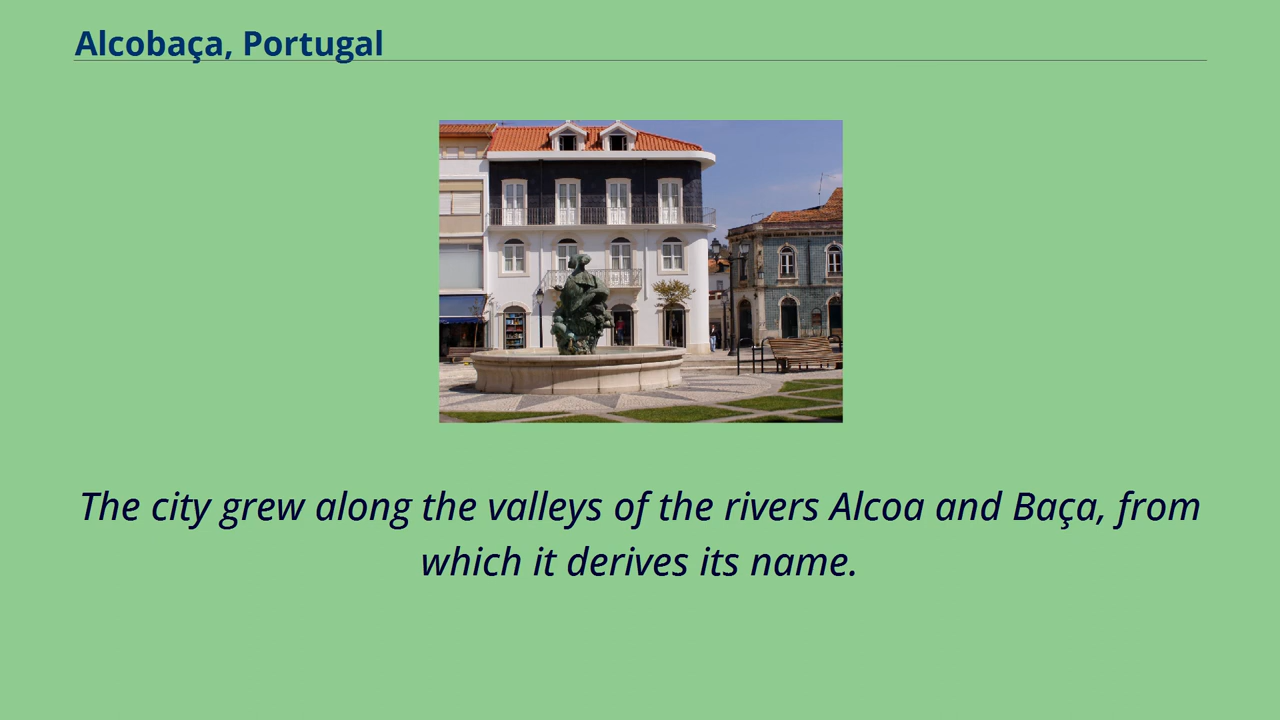 Alcobaça, Portugal
The city grew along the valleys of the rivers Alcoa and Baça, from
which it derives its name.